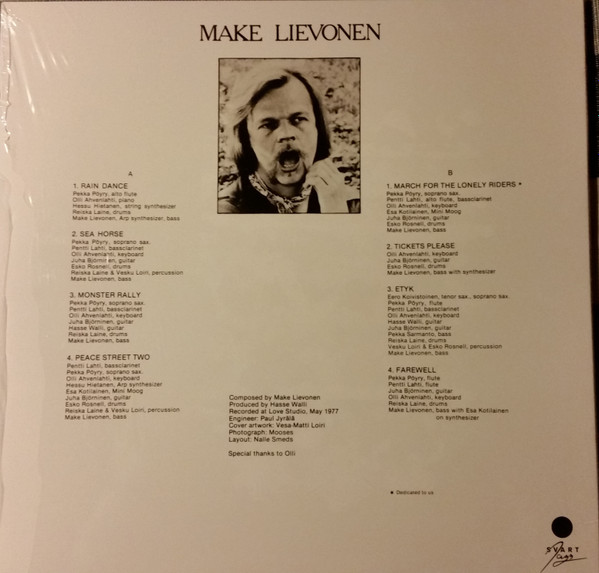 MAKE LIEVONEN
A
1. RAIN DANCE
Pekka Pöyry, alto flute
Olli Ahvenlahti, piano
Hessu Hietanen, string synthesizer
Reiska Laine, drums
Make Lievonen, Arp synthesizer, bass
2. SEA HORSE
Pekka Pöyry, soprano sax.
Pentti Lahti, bassclarinet
Olli Ahvenlahti, keyboard
Juha Björninen, guitar
Esko Rosnell, drums
Reiska Laine & Vesku Loiri, percussion
Make Lievonen, bass
3. MONSTER RALLY
Pekka Pöyry, soprano sax.
Pentti Lahti, bassclarinet
Olli Ahvenlahti, keyboard
Juha Björninen, guitar
Hasse Walli, guitar
Reiska Laine, drums
Make Lievonen, bass
4. PEACE STREET TWO
Pentti Lahti, bassclarinet
Pekka Pöyry, soprano sax.
Olli Ahvenlahti, keyboard
Hessu Hietanen, Arp synthesizer
Esa Kotilainen, Mini Moog
Juha Björninen, guitar
Esko Rosnell, drums
Reiska Laine & Vesku Loiri, percussion
Make Lievonen, bass
B
1. MARCH FOR THE LONELY RIDERS *
Pekka Pöyry, soprano sax.
Pentti Lahti, alto flute, bassclarinet
Olli Ahvenlahti, keyboard
Esa Kotilainen, Mini Moog
Juha Björninen, guitar
Esko Rosnell, drums
Make Lievonen, bass
2. TICKETS PLEASE
Olli Ahvenlahti, keyboard
Juha Björninen, guitar
Esko Rosnell, drums
Make Lievonen, bass with synthesizer
3. ETYK
Eero Koivistoinen, tenor sax., soprano sax.
Pekka Pöyry, flute
Pentti Lahti, bassclarinet
Olli Ahvenlahti, keyboard
Hasse Walli, guitar
Juha Björninen, guitar
Pekka Sarmanto, bass
Reiska Laine, drums
Vesku Loiri & Esko Rosnell, percussion
Make Lievonen, bass
4. FAREWELL
Pekka Pöyry, flute
Pentti Lahti, flute
Juha Björninen, guitar
Olli Ahvenlahti, keyboard
Reiska Laine, drums
Make Lievonen, bass with Esa Kotilainen
on synthesizer
Composed by Make Lievonen
Produced by Hasse Walli
Recorded at Love Studio, May 1977
Engineer: Paul Jyrälä
Cover artwork: Vesa-Matti Loiri
Photograph: Mooses
Layout: Nalle Smeds
Special thanks to Olli
* Dedicated to us
SVART
Jazz